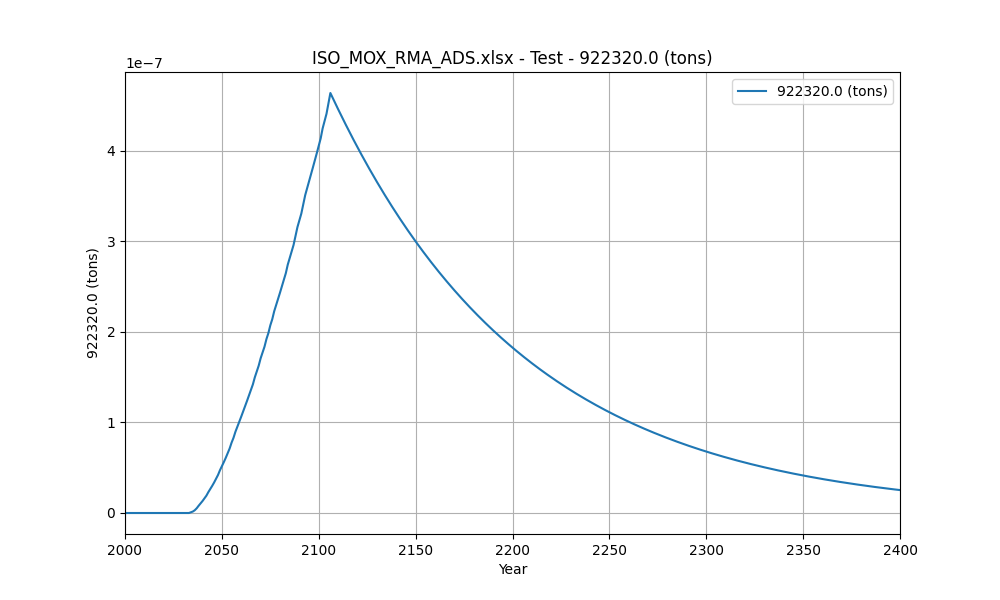 ISO_MOX_RMA_ADS.xlsx - Test - 922320.0 (tons)
1e−7
922320.0 (tons)
4
3
2
1
0
922320.0 (tons)
2000
2050
2100
2150
2200
2250
2300
2350
2400
Year